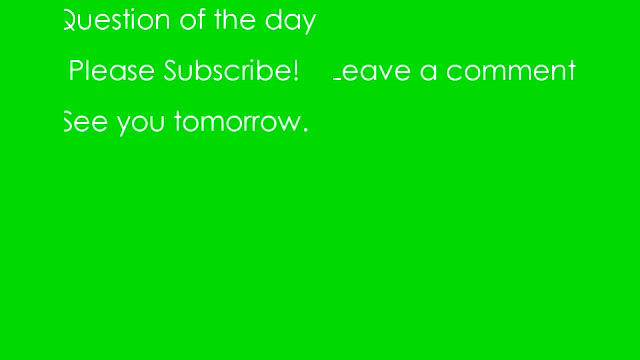 Question of the day
Please Subscribe! Leave a comment
See you tomorrow.